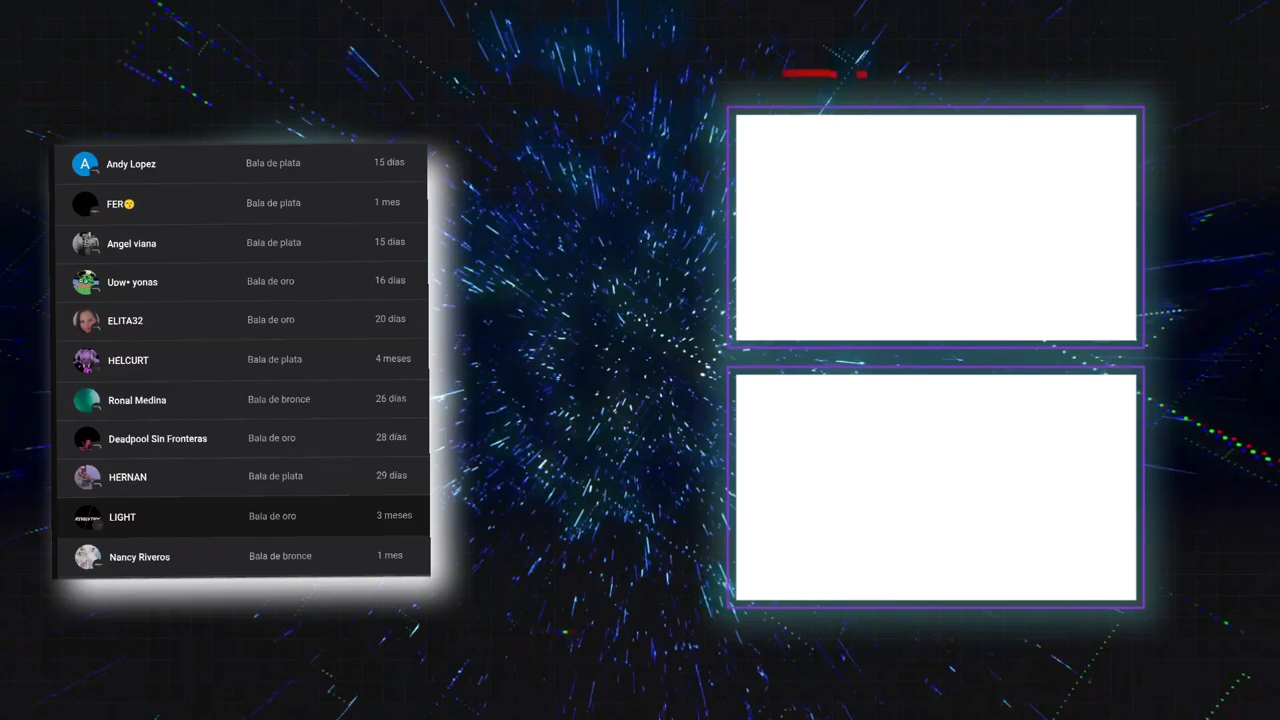 A Andy Lopez Bala de plata 15 días
FER😗 Bala de plata 1 mes
Angel viana Bala de plata 15 días
Upw• yonas Bala de oro 16 días
ELITA32 Bala de oro 20 días
HELCURT Bala de plata 4 meses
Ronal Medina Bala de bronce 26 días
Deadpool Sin Fronteras Bala de oro 28 días
HERNAN Bala de plata 29 días
LIGHT Bala de oro 3 meses
Nancy Riveros Bala de bronce 1 mes